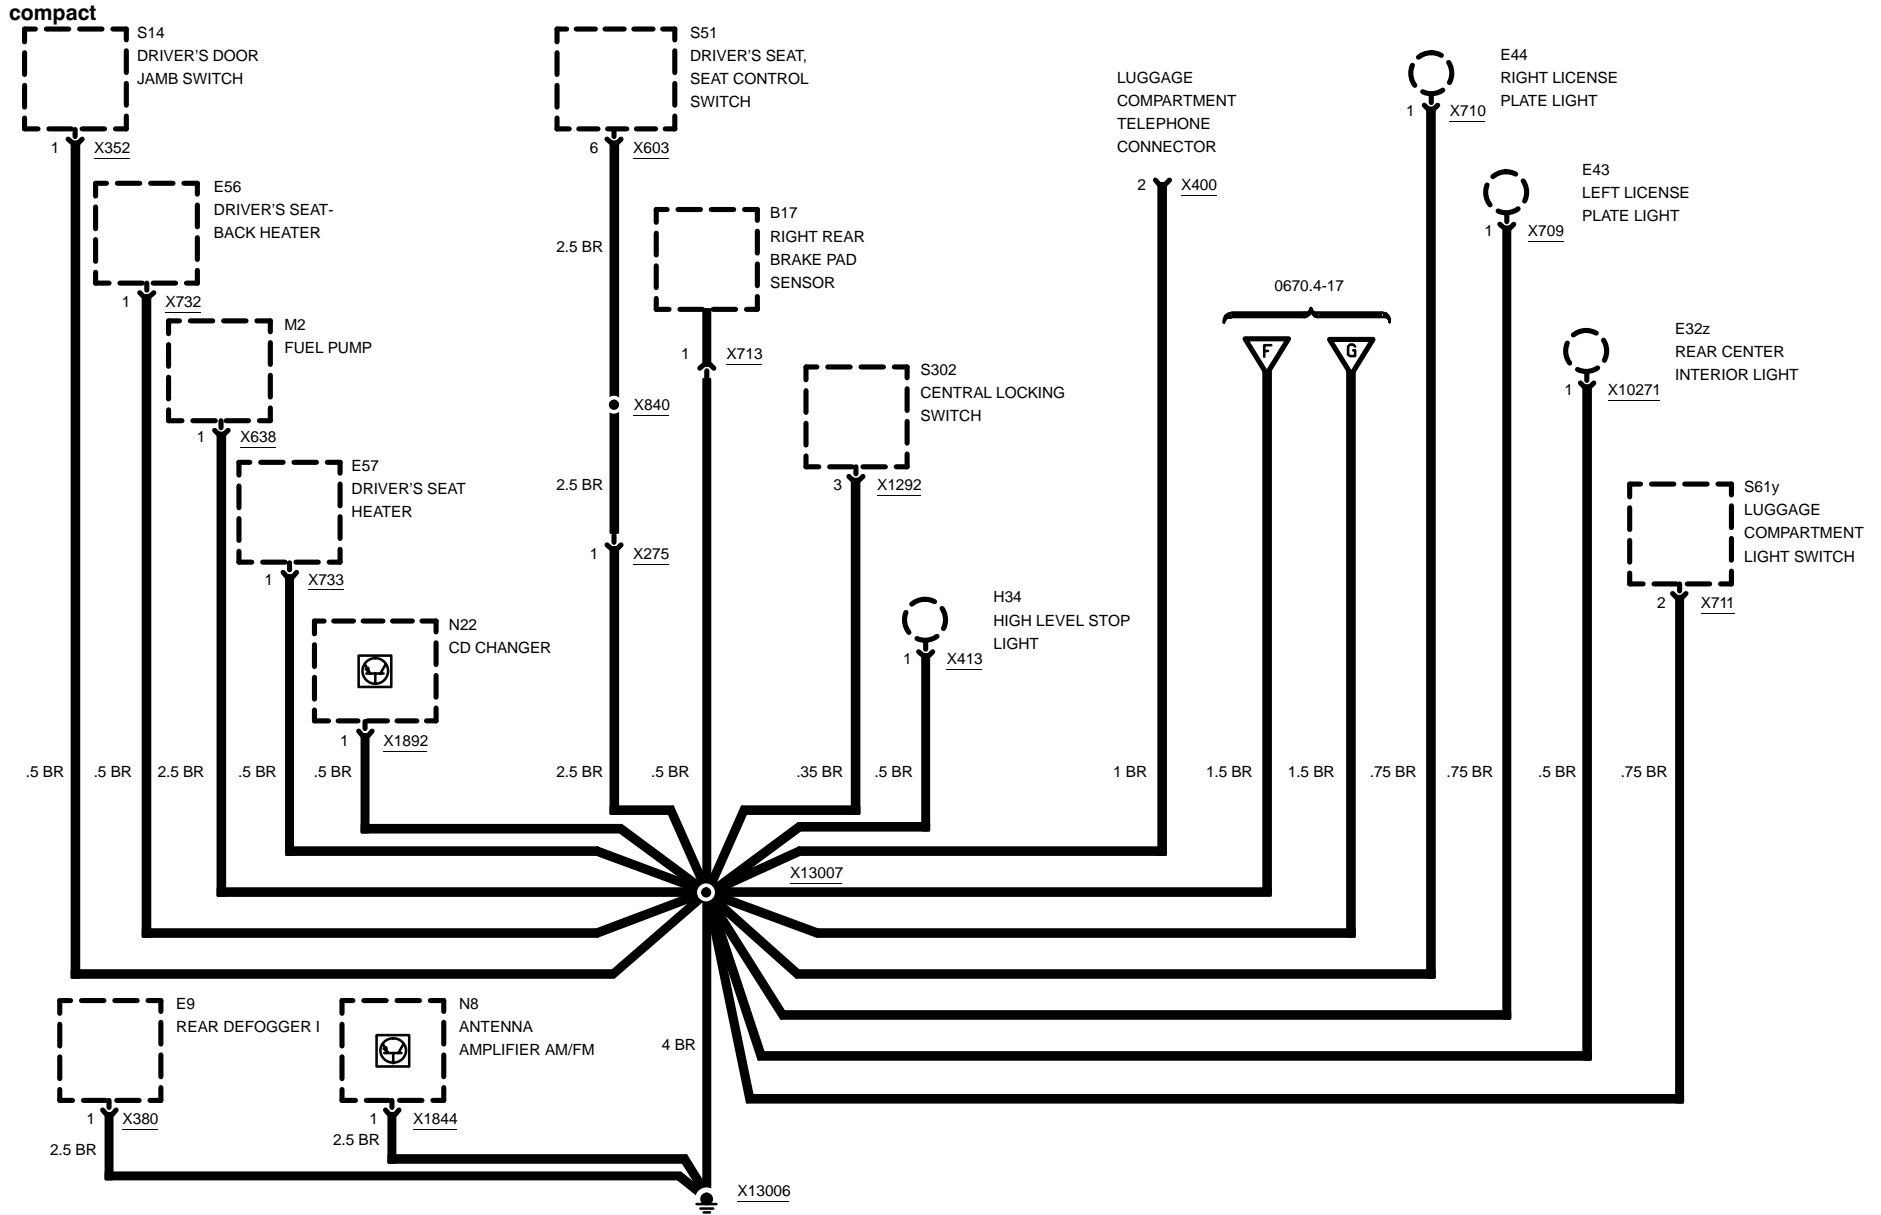 compact
S14
DRIVER'S DOOR
JAMB SWITCH
1 X352
E56
DRIVER'S SEAT-
BACK HEATER
1 X732
M2
FUEL PUMP
1 X638
E57
DRIVER'S SEAT
HEATER
1 X733
N22
CD CHANGER
1 X1892
S51
DRIVER'S SEAT,
SEAT CONTROL
SWITCH
6 X603
2.5 BR
X840
2.5 BR
1 X275
B17
RIGHT REAR
BRAKE PAD
SENSOR
1 X713
S302
CENTRAL LOCKING
SWITCH
3 X1292
H34
HIGH LEVEL STOP
LIGHT
1 X413
LUGGAGE
COMPARTMENT
TELEPHONE
CONNECTOR
2 X400
0670.4-17
F G
E44
RIGHT LICENSE
PLATE LIGHT
1 X710
E43
LEFT LICENSE
PLATE LIGHT
1 X709
E32z
REAR CENTER
INTERIOR LIGHT
1 X10271
S61y
LUGGAGE
COMPARTMENT
LIGHT SWITCH
2 X711
.5 BR .5 BR 2.5 BR .5 BR .5 BR 2.5 BR .5 BR .35 BR .5 BR 1 BR 1.5 BR 1.5 BR .75 BR .75 BR .5 BR .75 BR
X13007
E9
REAR DEFOGGER I
1 X380
2.5 BR
N8
ANTENNA
AMPLIFIER AM/FM
1 X1844
2.5 BR
4 BR
X13006